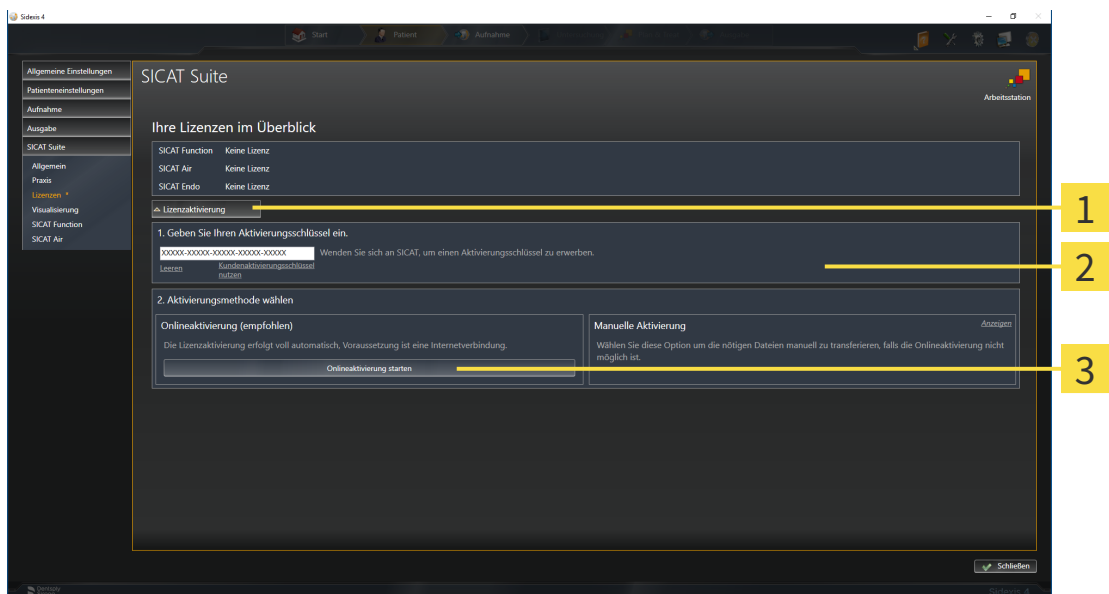 Sidexis 4
Start
Patient
Aufnahme
Allgemeine Einstellungen
Patienteneinstellungen
Aufnahme
Ausgabe
SICAT Suite
Allgemein
Praxis
Lizenzen *
Visualisierung
SICAT Function
SICAT Air
SICAT Suite
Arbeitsstation
Ihre Lizenzen im Überblick
SICAT Function Keine Lizenz
SICAT Air Keine Lizenz
SICAT Endo Keine Lizenz
Lizenzaktivierung
1
1. Geben Sie Ihren Aktivierungsschlüssel ein.
XXXXX-XXXXX-XXXXX-XXXXX-XXXXX Wenden Sie sich an SICAT, um einen Aktivierungsschlüssel zu erwerben.
Leeren
Kundenaktivierungsschlüssel
nutzen
2
2. Aktivierungsmethode wählen
Onlineaktivierung (empfohlen)
Die Lizenzaktivierung erfolgt voll automatisch, Voraussetzung ist eine Internetverbindung.
Onlineaktivierung starten
Manuelle Aktivierung
Anzeigen
Wählen Sie diese Option um die nötigen Dateien manuell zu transferieren, falls die Onlineaktivierung nicht
möglich ist.
3
Schließen
Dentsply
Sidexis 4